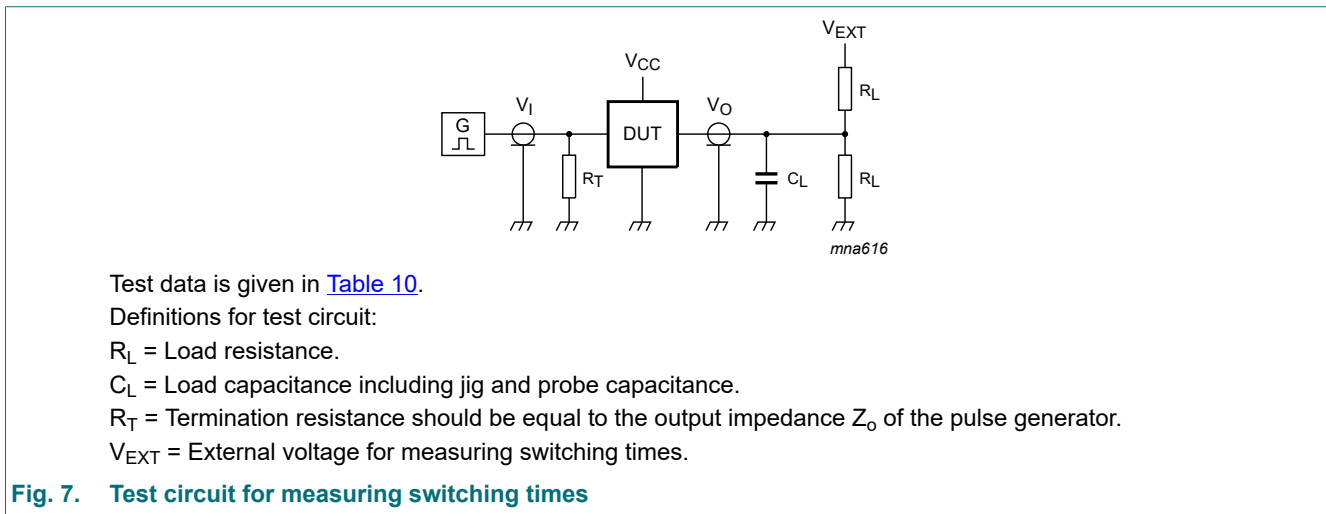 VEXT
VCC
RL
VI
VO
G
DUT
RT
CL
RL
mna616
Test data is given in Table 10.
Definitions for test circuit:
RL = Load resistance.
CL = Load capacitance including jig and probe capacitance.
RT = Termination resistance should be equal to the output impedance Zo of the pulse generator.
VEXT = External voltage for measuring switching times.
Fig. 7. Test circuit for measuring switching times